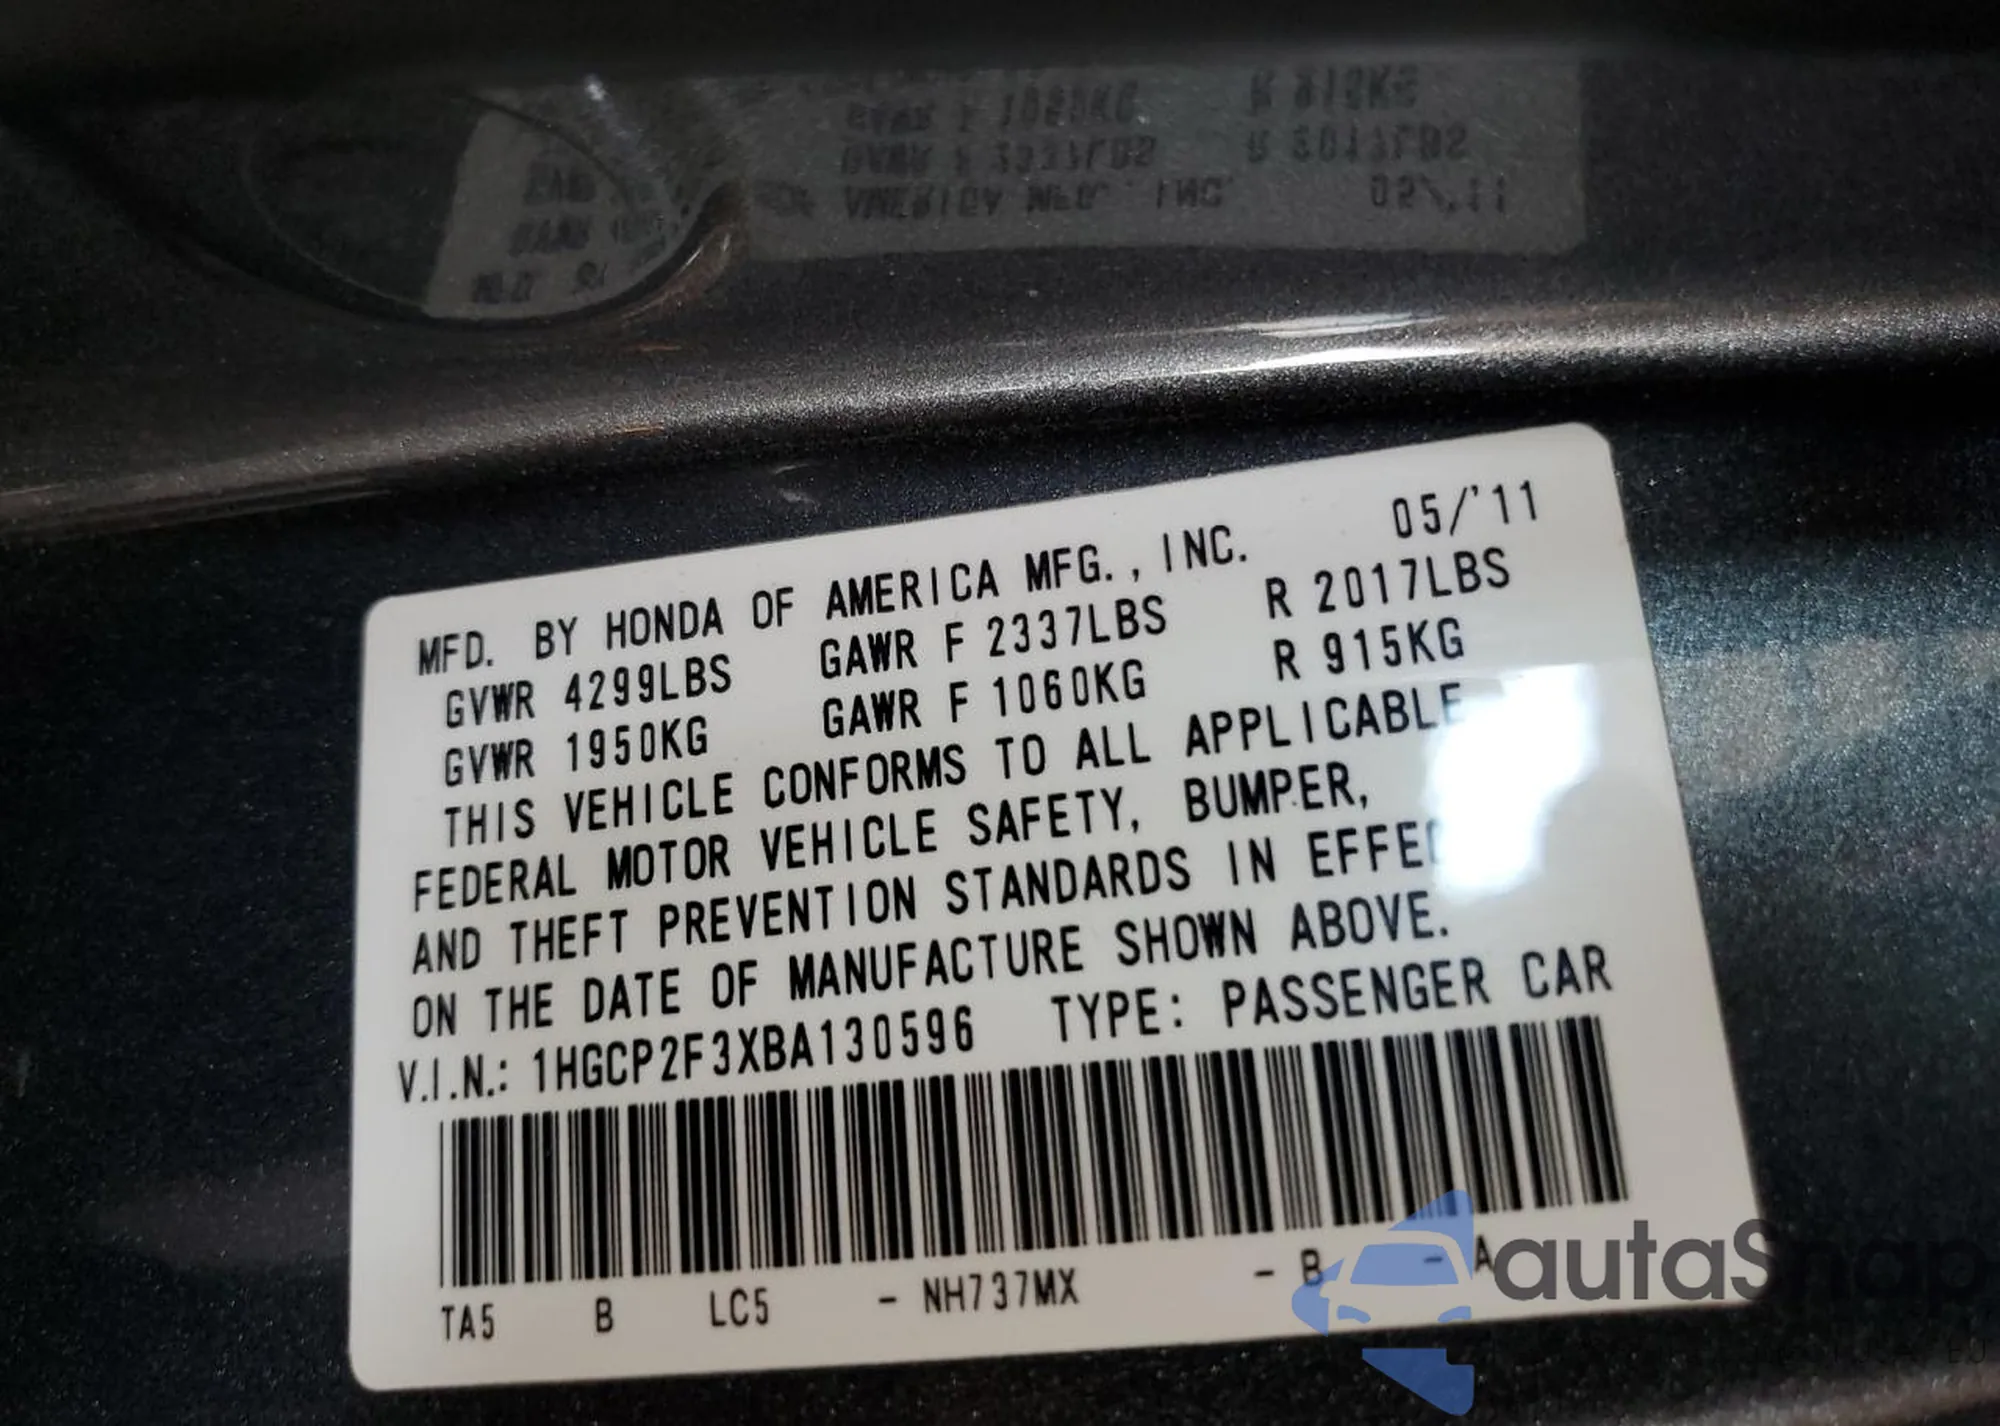 MFD. BY HONDA OF AMERICA MFG., INC. 05/'11
GVWR 4299LBS GAWR F 2337LBS R 2017LBS
GVWR 1950KG GAWR F 1060KG R 915KG
THIS VEHICLE CONFORMS TO ALL APPLICABLE
FEDERAL MOTOR VEHICLE SAFETY, BUMPER,
AND THEFT PREVENTION STANDARDS IN
ON THE DATE OF MANUFACTURE SHOWN ABOVE.
V.I.N.: 1HGCP2F3XBA130596 TYPE: PASSENGER CAR
TA5 B LC5 - NH737MX - B - A
autaSnap